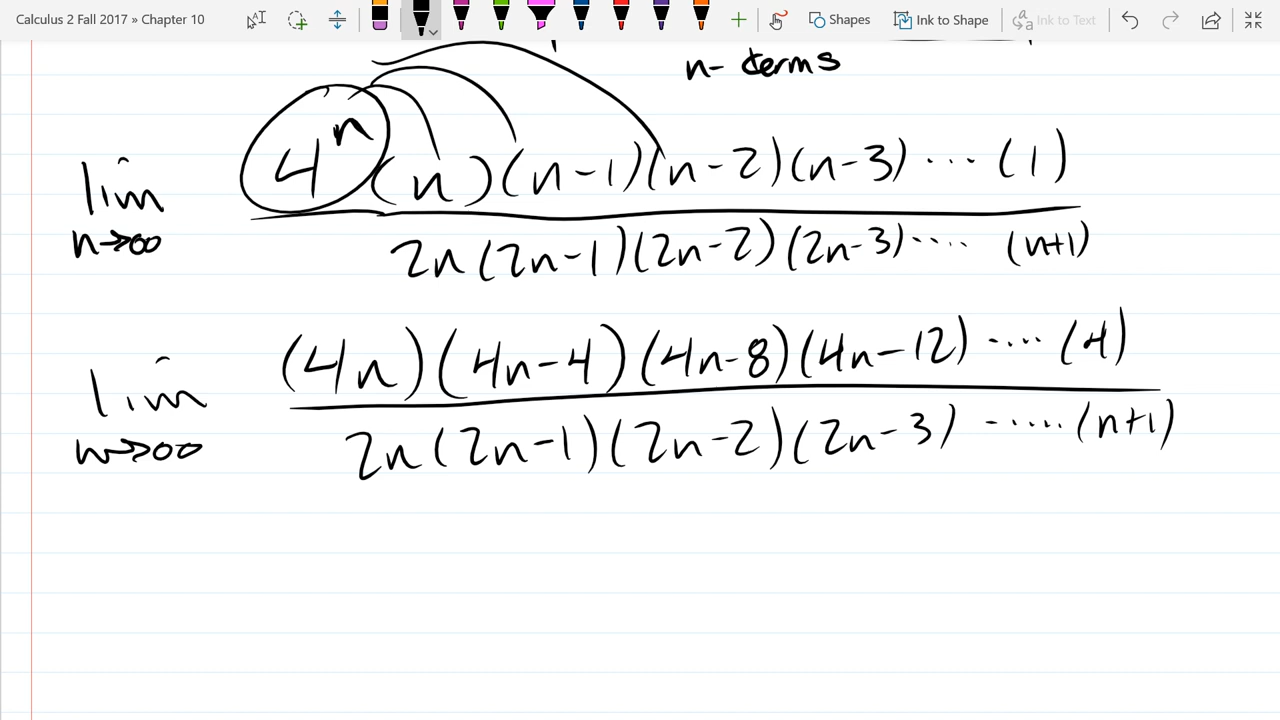 Calculus 2 Fall 2017 » Chapter 10 Shapes Ink to Shape Ink to Text
n- terms
lim n→∞ 4^n (n)(n-1)(n-2)(n-3) ··· (1)
2n(2n-1)(2n-2)(2n-3)···· (n+1)
lim n→∞ (4n)(4n-4)(4n-8)(4n-12) ···· (4)
2n(2n-1)(2n-2)(2n-3) ····· (n+1)